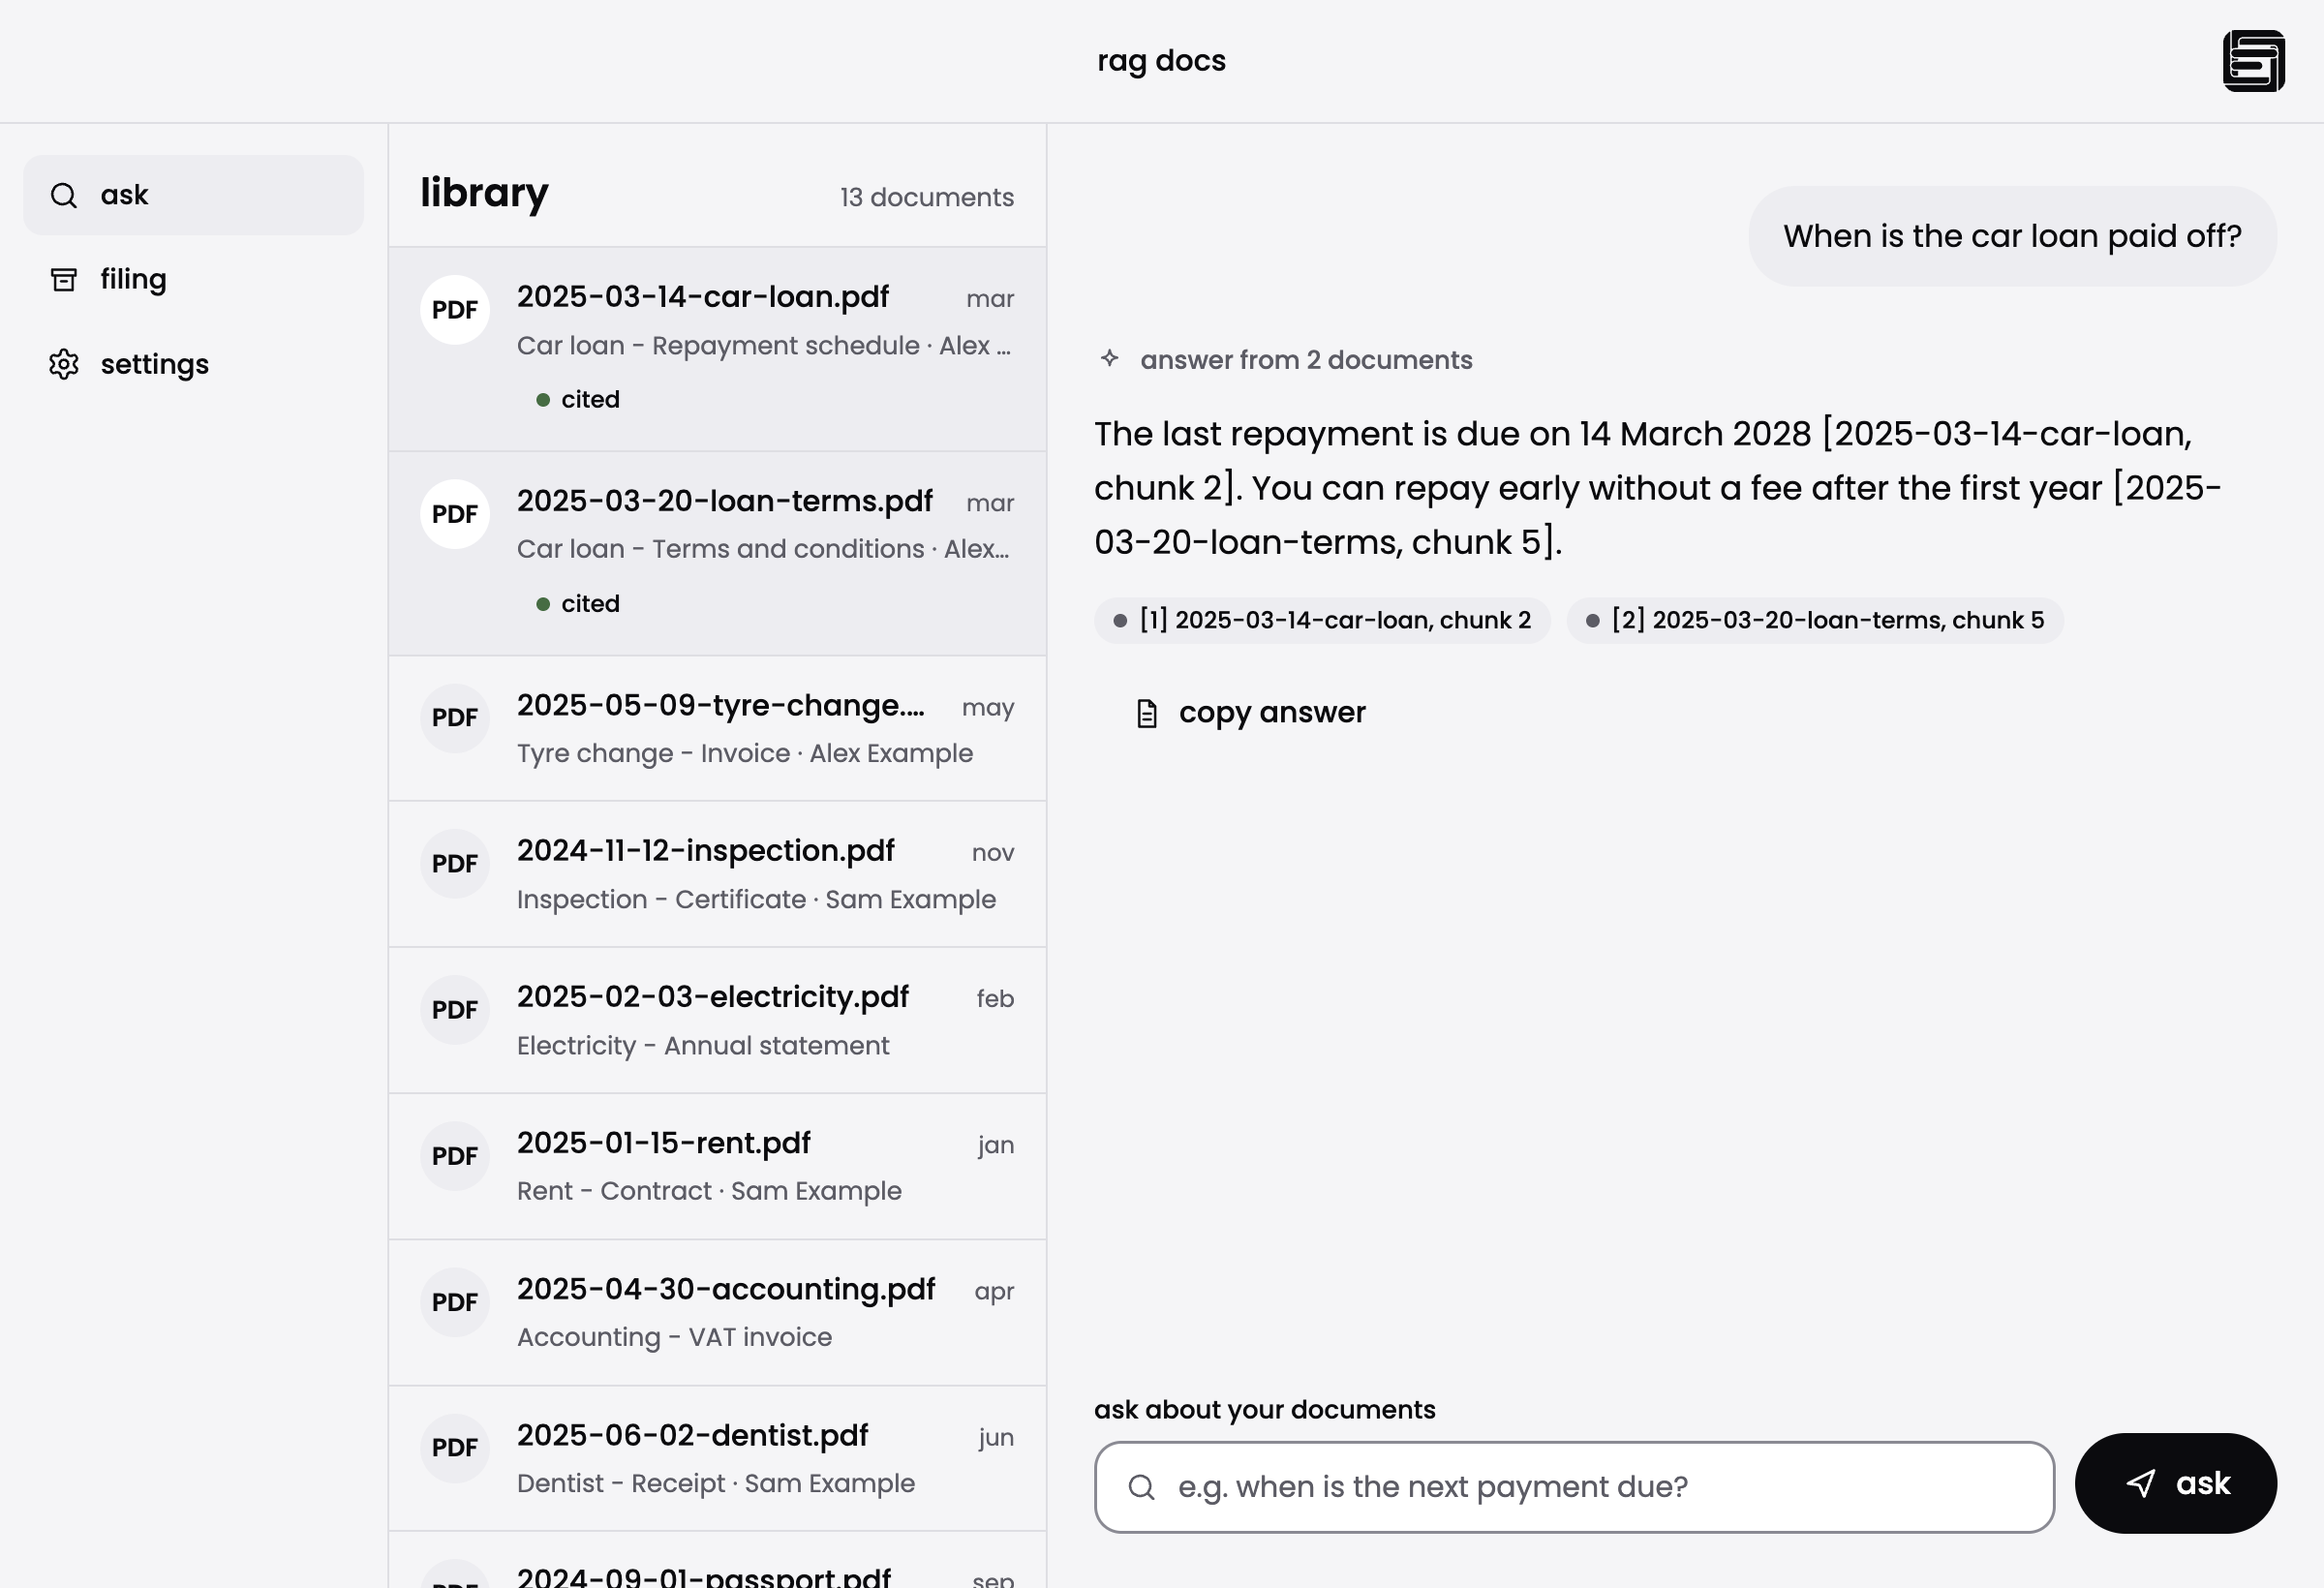 rag docs
ask
filing
settings
library
13 documents
PDF
2025-03-14-car-loan.pdf
mar
Car loan - Repayment schedule · Alex ...
cited
PDF
2025-03-20-loan-terms.pdf
mar
Car loan - Terms and conditions · Alex...
cited
PDF
2025-05-09-tyre-change....
may
Tyre change - Invoice · Alex Example
PDF
2024-11-12-inspection.pdf
nov
Inspection - Certificate · Sam Example
PDF
2025-02-03-electricity.pdf
feb
Electricity - Annual statement
PDF
2025-01-15-rent.pdf
jan
Rent - Contract · Sam Example
PDF
2025-04-30-accounting.pdf
apr
Accounting - VAT invoice
PDF
2025-06-02-dentist.pdf
jun
Dentist - Receipt · Sam Example
PDF
2024-09-01-passport.pdf
sep
When is the car loan paid off?
answer from 2 documents
The last repayment is due on 14 March 2028 [2025-03-14-car-loan,
chunk 2]. You can repay early without a fee after the first year [2025-
03-20-loan-terms, chunk 5].
[1] 2025-03-14-car-loan, chunk 2
[2] 2025-03-20-loan-terms, chunk 5
copy answer
ask about your documents
e.g. when is the next payment due?
ask